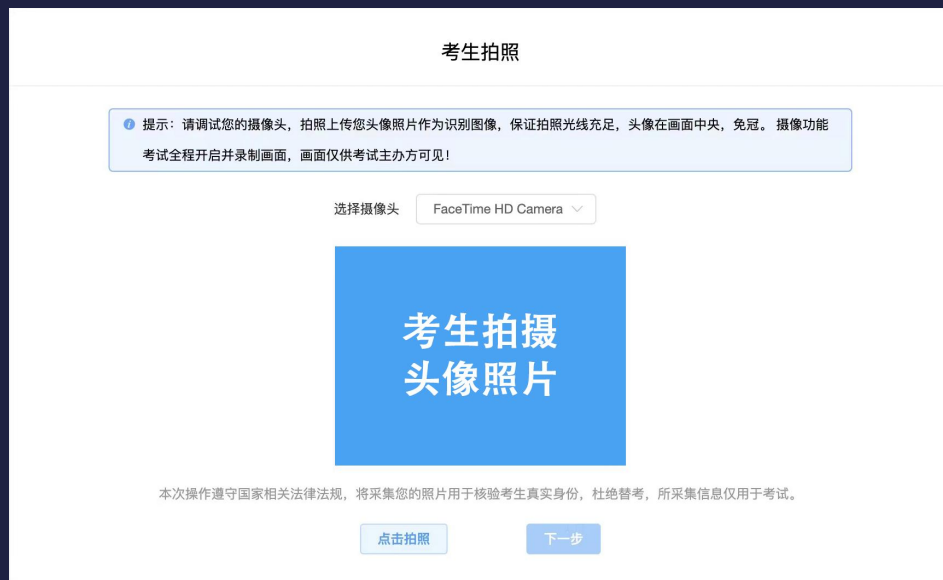 考生拍照
提示：请调试您的摄像头，拍照上传您头像照片作为识别图像，保证拍照光线充足，头像在画面中央，免冠。 摄像功能
考试全程开启并录制画面，画面仅供考试主办方可见！
选择摄像头 FaceTime HD Camera
考生拍摄
头像照片
本次操作遵守国家相关法律法规，将采集您的照片用于核验考生真实身份，杜绝替考，所采集信息仅用于考试。
点击拍照 下一步